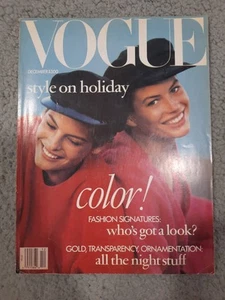 VOGUE
style on holiday
color!
FASHION SIGNATURES:
who's got a look?
GOLD, TRANSPARENCY, ORNAMENTATION:
all the night stuff